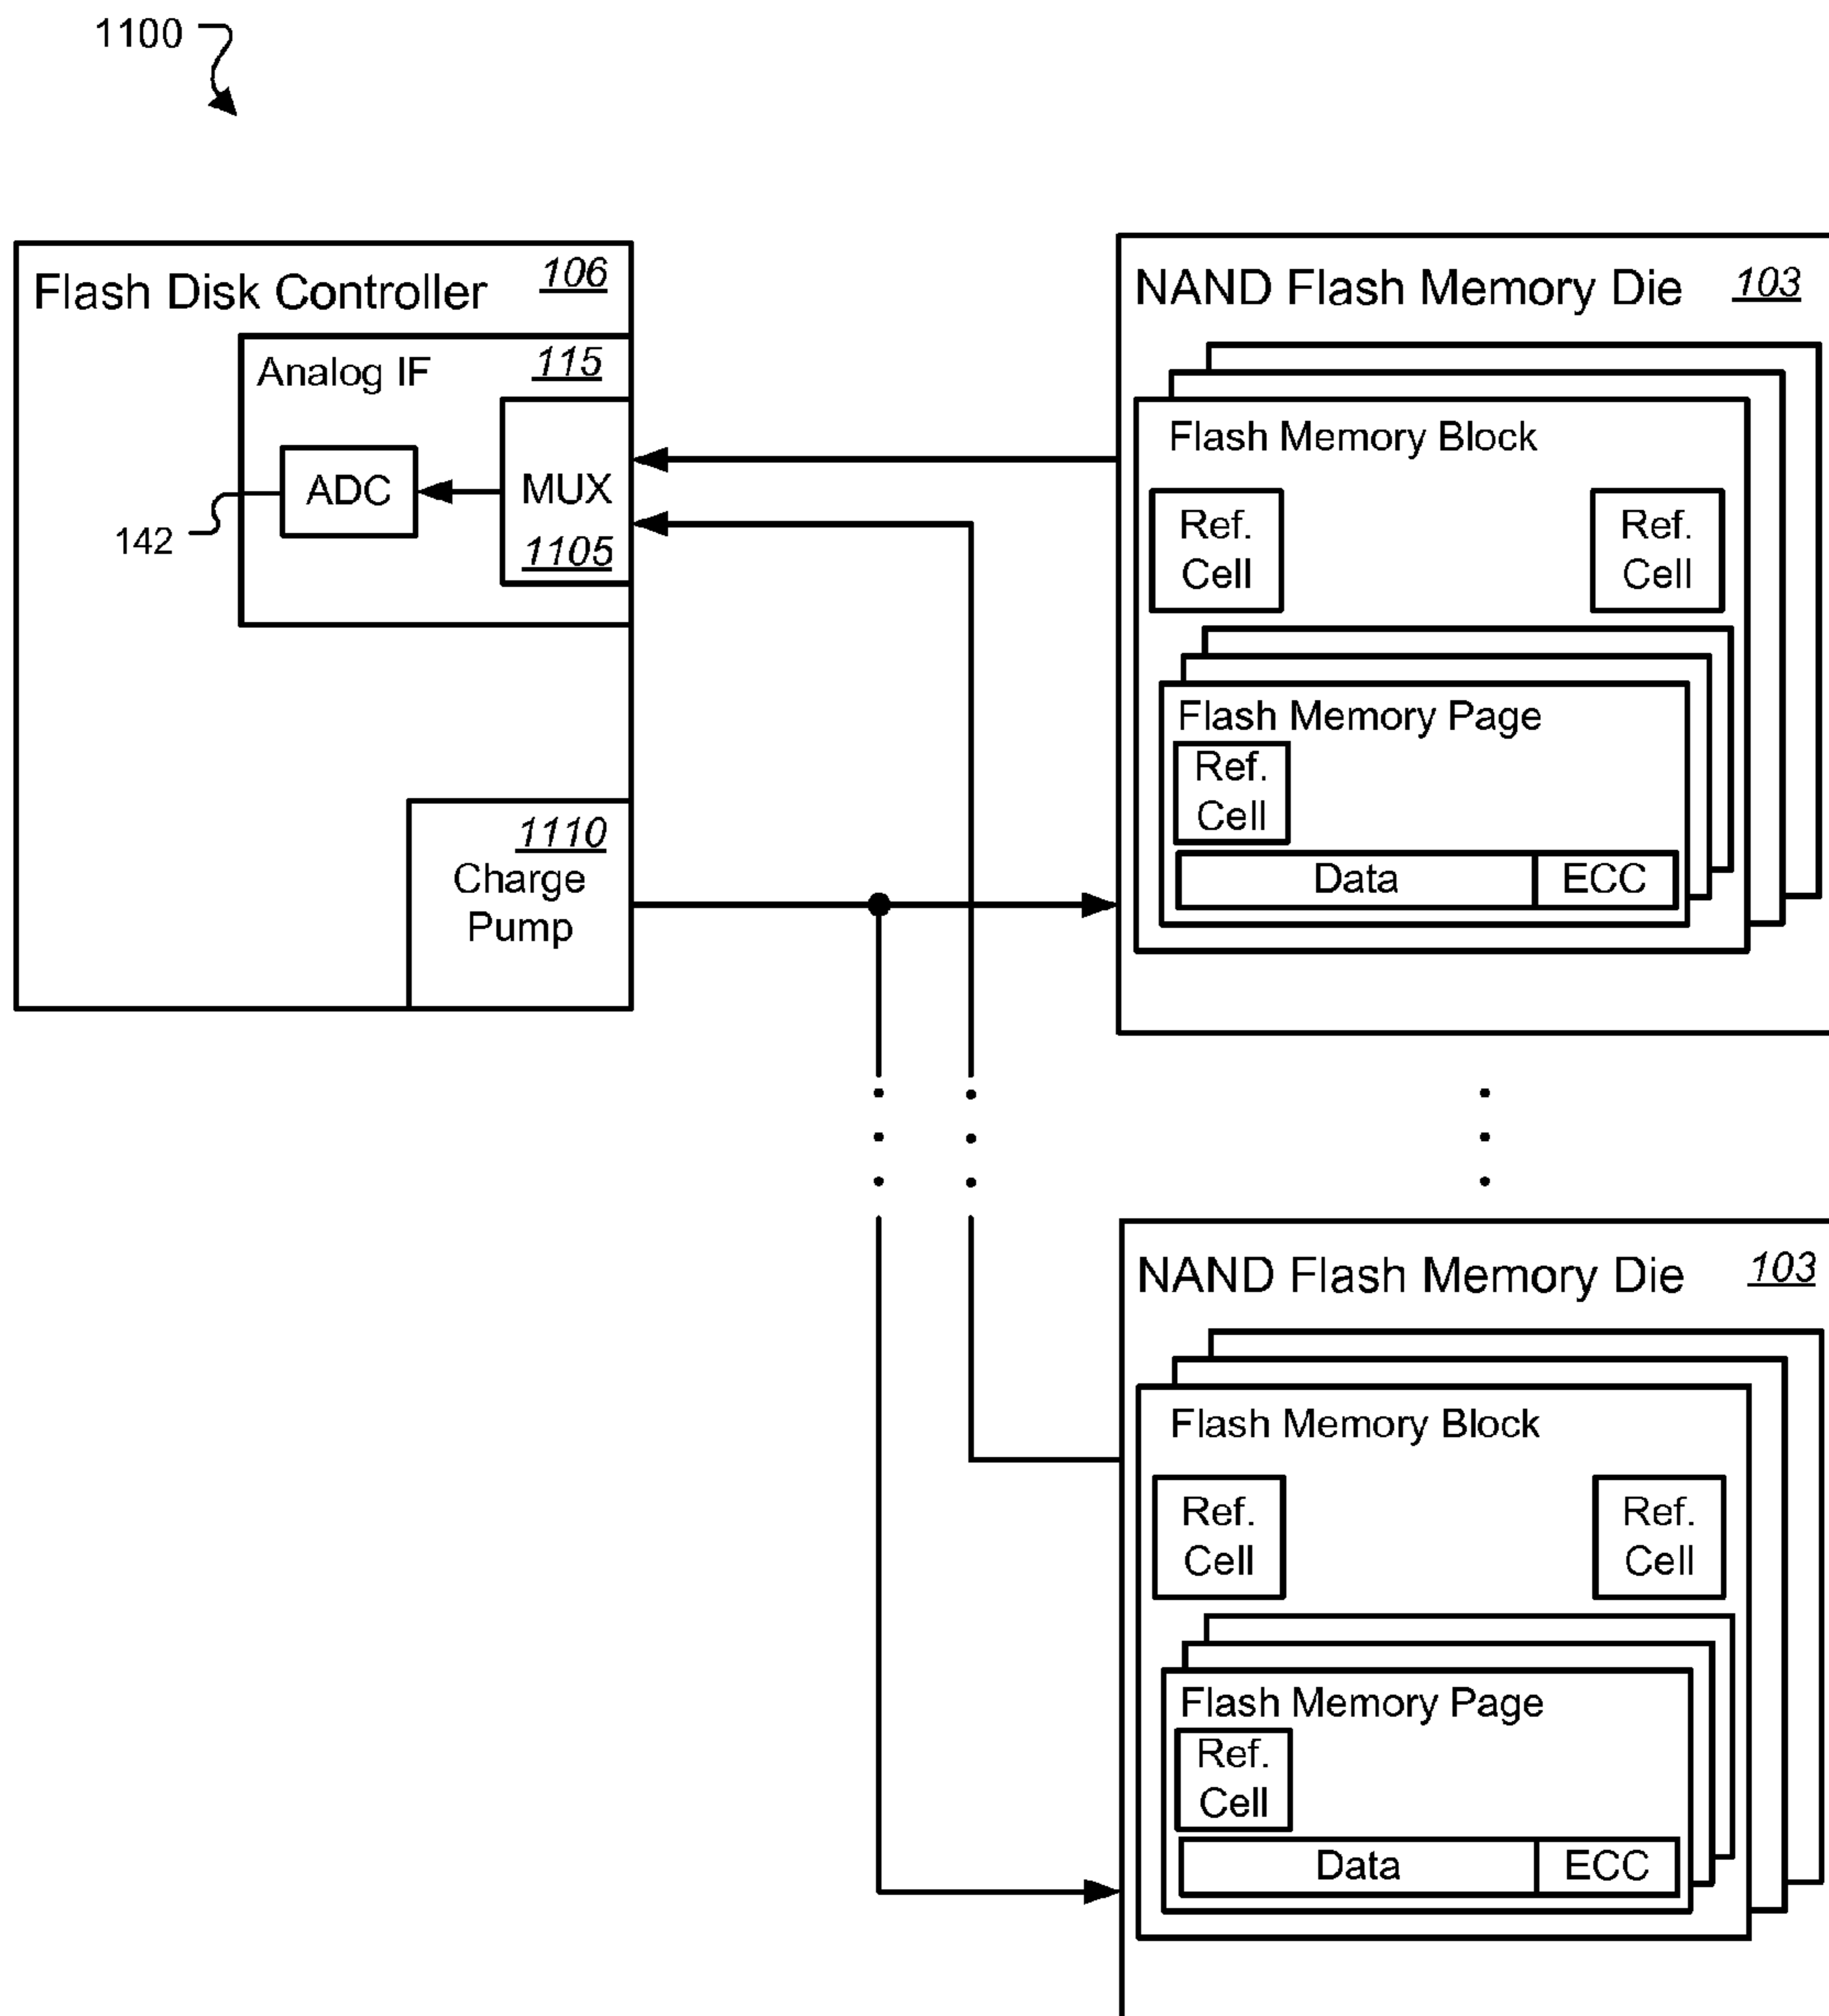 1100
Flash Disk Controller 106
Analog IF 115
ADC
MUX
1105
142
1110
Charge
Pump
NAND Flash Memory Die 103
Flash Memory Block
Ref.
Cell
Ref.
Cell
Flash Memory Page
Ref.
Cell
Data ECC
NAND Flash Memory Die 103
Flash Memory Block
Ref.
Cell
Ref.
Cell
Flash Memory Page
Ref.
Cell
Data ECC